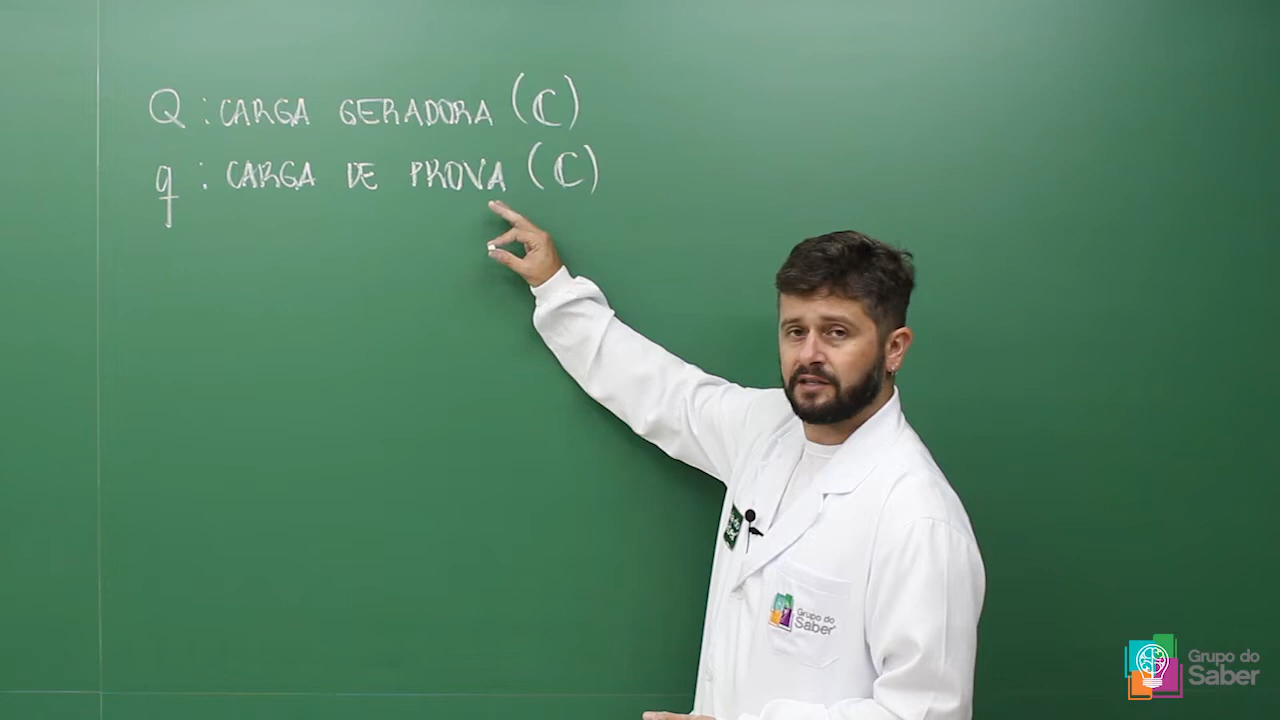 Q : CARGA GERADORA (C)
q : CARGA DE PROVA (C)
Grupo do
Saber
Grupo do
Saber